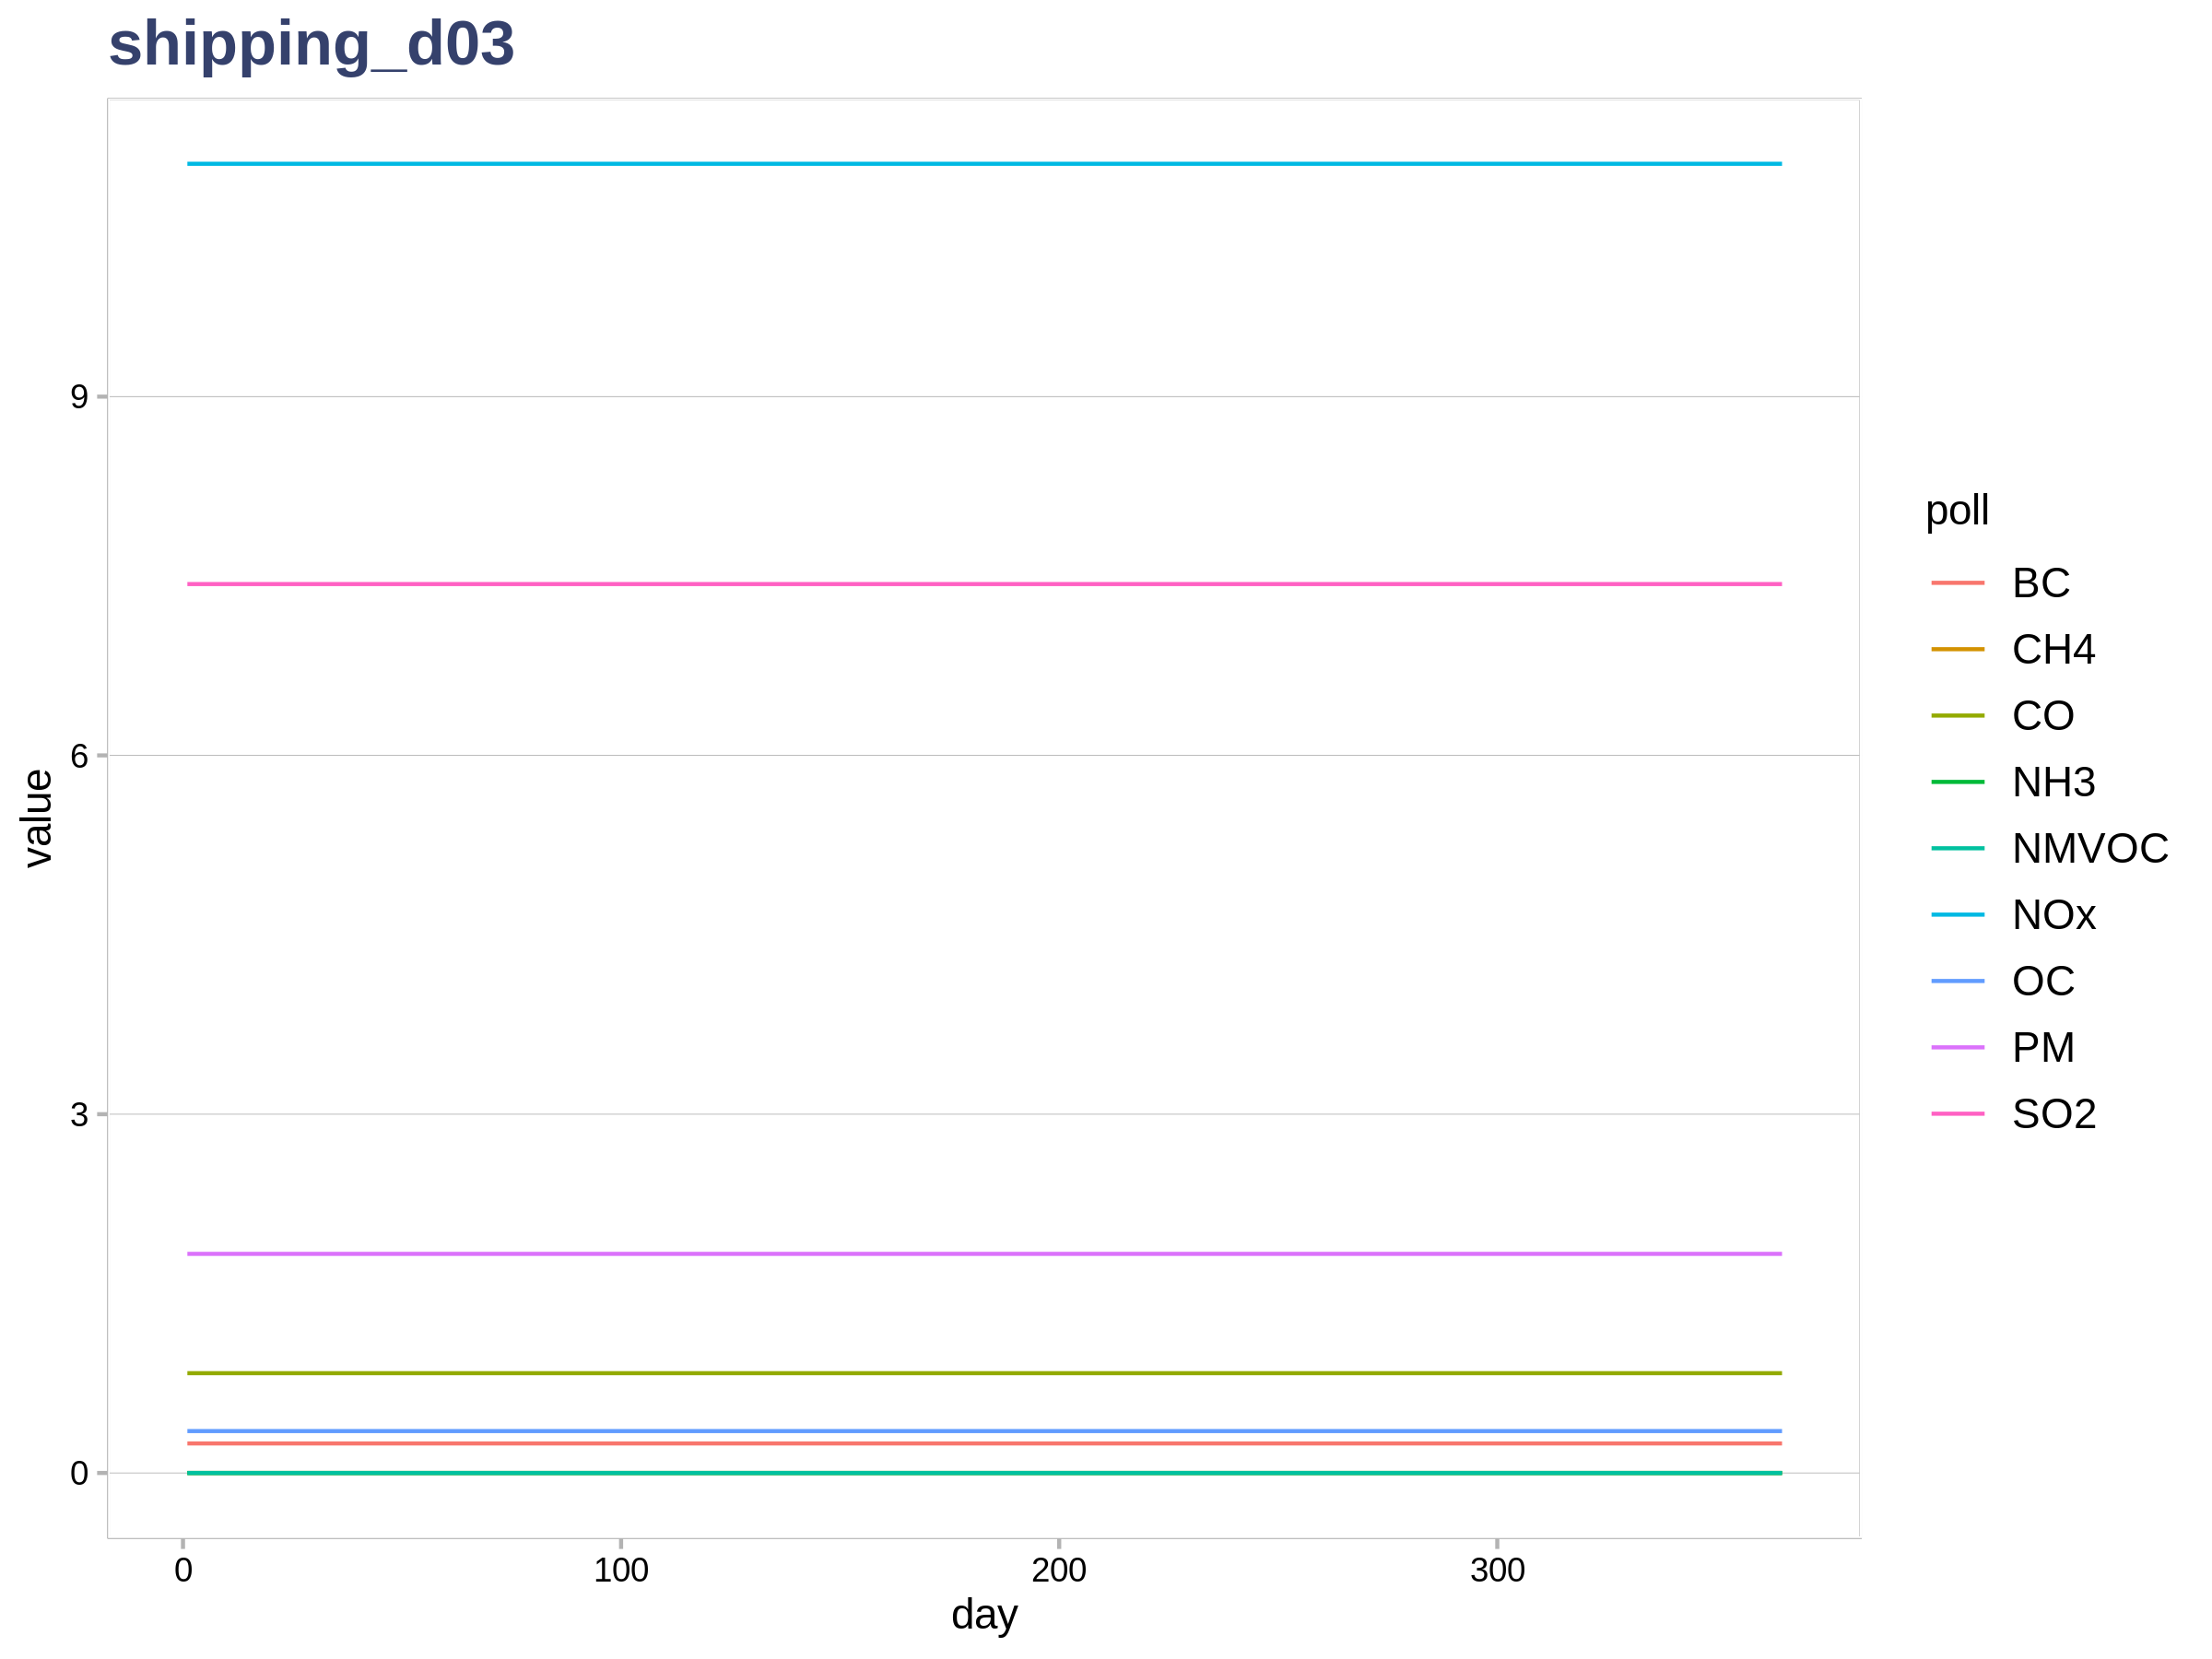 shipping_d03
9
6
3
0
value
0 100 200 300
day
poll
BC
CH4
CO
NH3
NMVOC
NOx
OC
PM
SO2